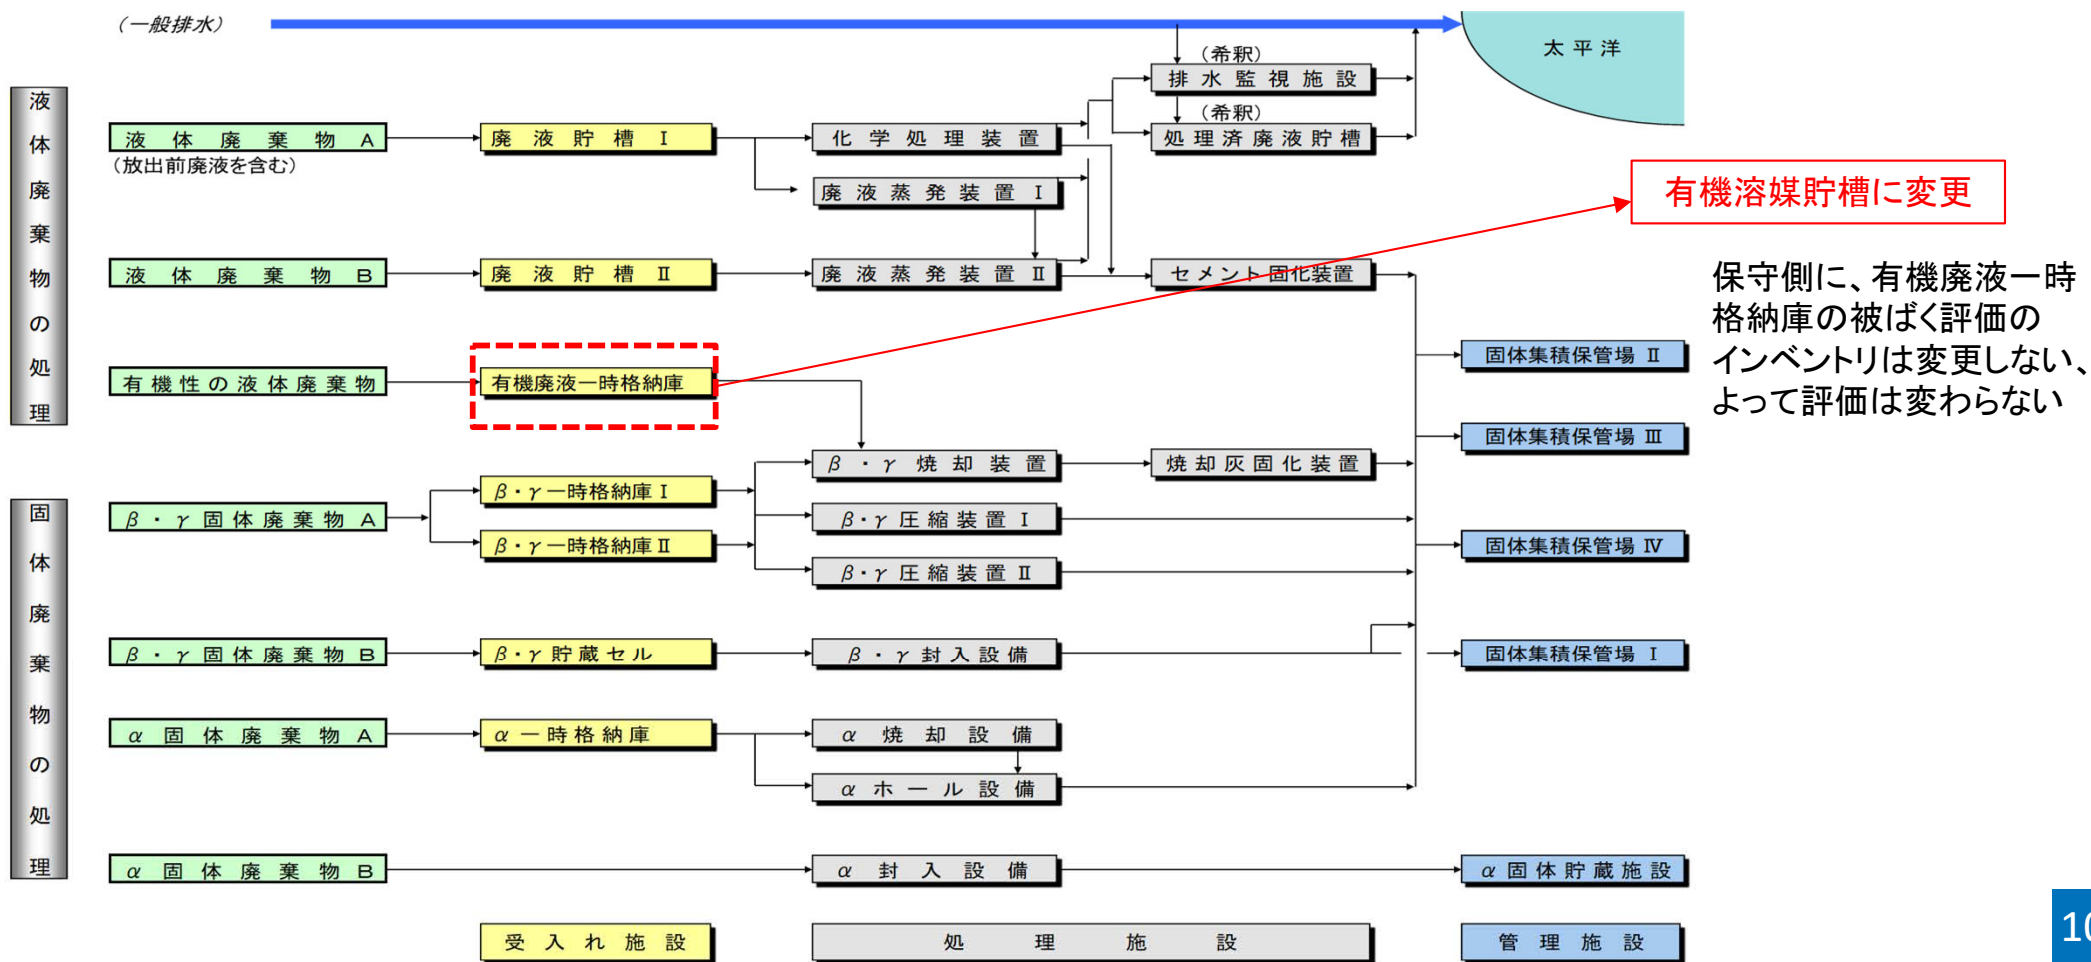 (一般排水)
太平洋
液体廃棄物の処理
(希釈)
排水監視施設
(希釈)
処理済廃液貯槽
液体廃棄物A
(放出前廃液を含む)
廃液貯槽Ⅰ
化学処理装置
廃液蒸発装置Ⅰ
有機溶媒貯槽に変更
液体廃棄物B
廃液貯槽Ⅱ
廃液蒸発装置Ⅱ
セメント固化装置
保守側に、有機廃液一時
格納庫の被ばく評価の
インベントリは変更しない、
よって評価は変わらない
有機性の液体廃棄物
有機廃液一時格納庫
固体集積保管場 Ⅱ
固体集積保管場 Ⅲ
固体廃棄物の処理
β・γ固体廃棄物A
β・γ一時格納庫Ⅰ
β・γ一時格納庫Ⅱ
β・γ焼却装置
焼却灰固化装置
β・γ圧縮装置Ⅰ
β・γ圧縮装置Ⅱ
固体集積保管場 Ⅳ
β・γ固体廃棄物B
β・γ貯蔵セル
β・γ封入設備
固体集積保管場 Ⅰ
α固体廃棄物A
α一時格納庫
α焼却設備
αホール設備
α固体廃棄物B
α封入設備
α固体貯蔵施設
受入れ施設
処理施設
管理施設